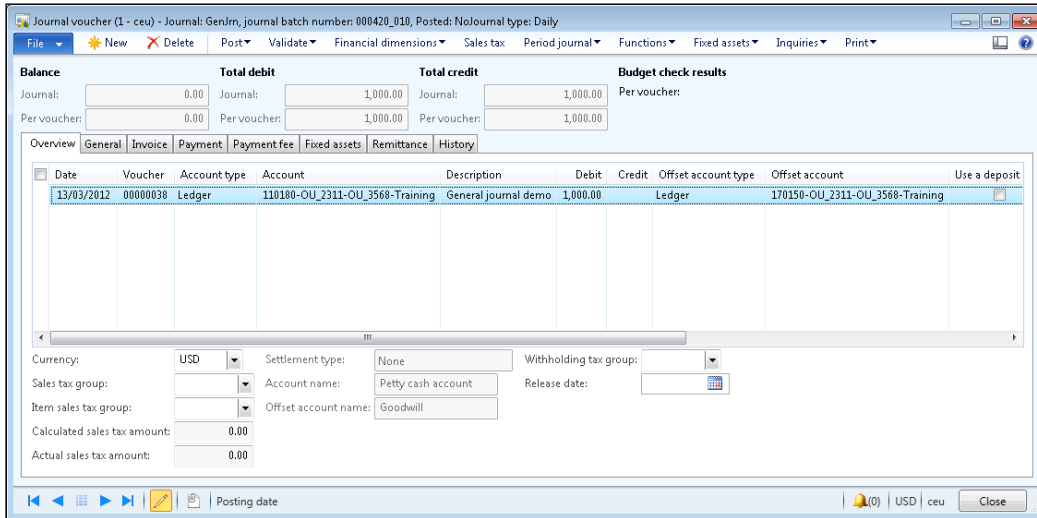 Journal voucher (1 - ceu) - Journal: GenJrn, journal batch number: 000420_010, Posted: NoJournal type: Daily
File New Delete Post Validate Financial dimensions Sales tax Period journal Functions Fixed assets Inquiries Print
Balance Total debit Total credit Budget check results
Journal: 0.00 Journal: 1,000.00 Journal: 1,000.00 Per voucher:
Per voucher: 0.00 Per voucher: 1,000.00 Per voucher: 1,000.00
Overview General Invoice Payment Payment fee Fixed assets Remittance History
Date Voucher Account type Account Description Debit Credit Offset account type Offset account Use a deposit
13/03/2012 00000038 Ledger 110180-OU_2311-OU_3568-Training General journal demo 1,000.00 Ledger 170150-OU_2311-OU_3568-Training
Currency: USD Settlement type: None Withholding tax group:
Sales tax group: Account name: Petty cash account Release date:
Item sales tax group: Offset account name: Goodwill
Calculated sales tax amount: 0.00
Actual sales tax amount: 0.00
Posting date (0) USD ceu Close